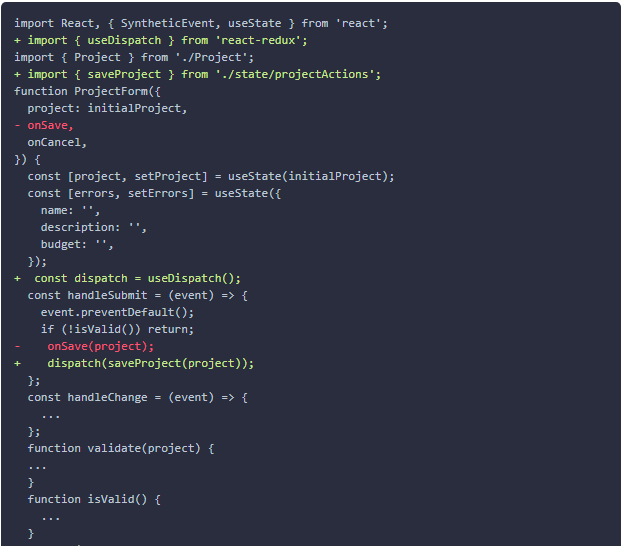 import React, { SyntheticEvent, useState } from 'react';
+ import { useDispatch } from 'react-redux';
import { Project } from './Project';
+ import { saveProject } from './state/projectActions';
function ProjectForm({
  project: initialProject,
- onSave,
  onCancel,
}) {
  const [project, setProject] = useState(initialProject);
  const [errors, setErrors] = useState({
    name: '',
    description: '',
    budget: '',
  });
+  const dispatch = useDispatch();
  const handleSubmit = (event) => {
    event.preventDefault();
    if (!isValid()) return;
-    onSave(project);
+    dispatch(saveProject(project));
  };
  const handleChange = (event) => {
    ...
  };
  function validate(project) {
  ...
  }
  function isValid() {
    ...
  }